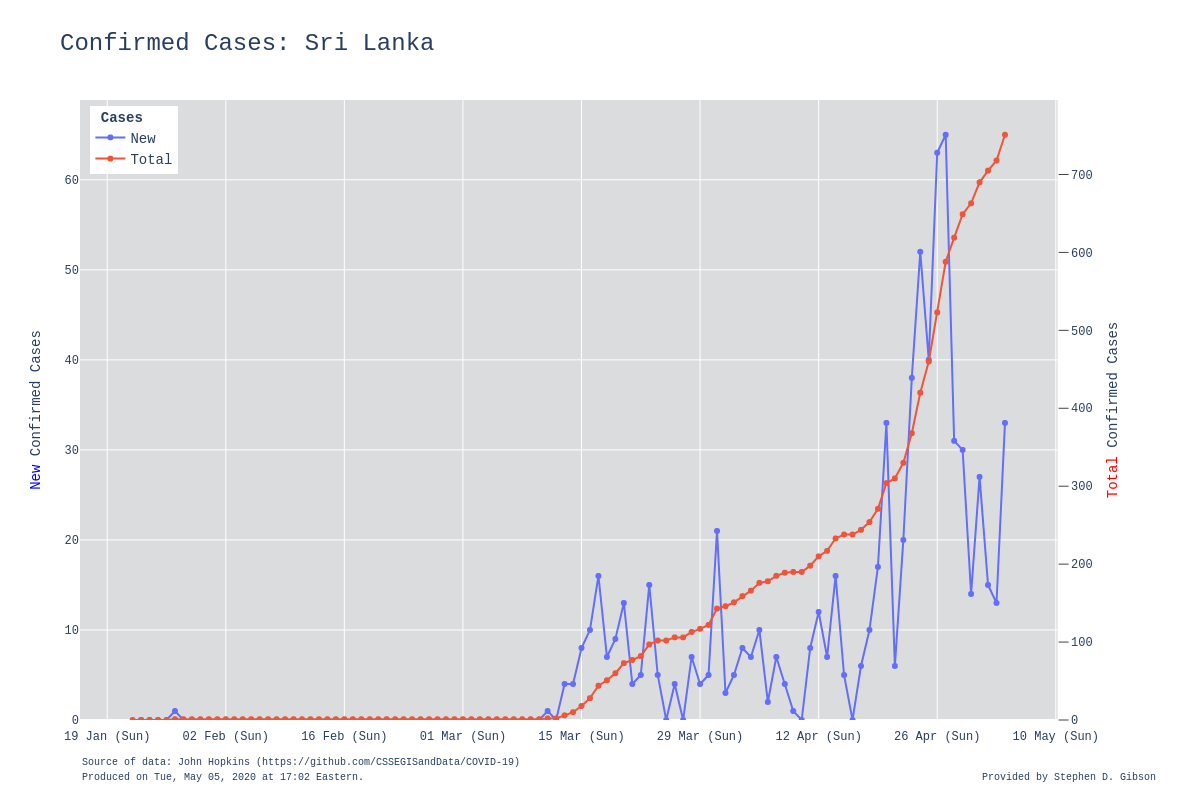 Confirmed Cases: Sri Lanka
Cases
New
Total
60
50
40
30
20
10
0
New Confirmed Cases
700
600
500
400
300
200
100
0
Total Confirmed Cases
19 Jan (Sun)
02 Feb (Sun)
16 Feb (Sun)
01 Mar (Sun)
15 Mar (Sun)
29 Mar (Sun)
12 Apr (Sun)
26 Apr (Sun)
10 May (Sun)
Source of data: John Hopkins (https://github.com/CSSEGISandData/COVID-19)
Produced on Tue, May 05, 2020 at 17:02 Eastern.
Provided by Stephen D. Gibson